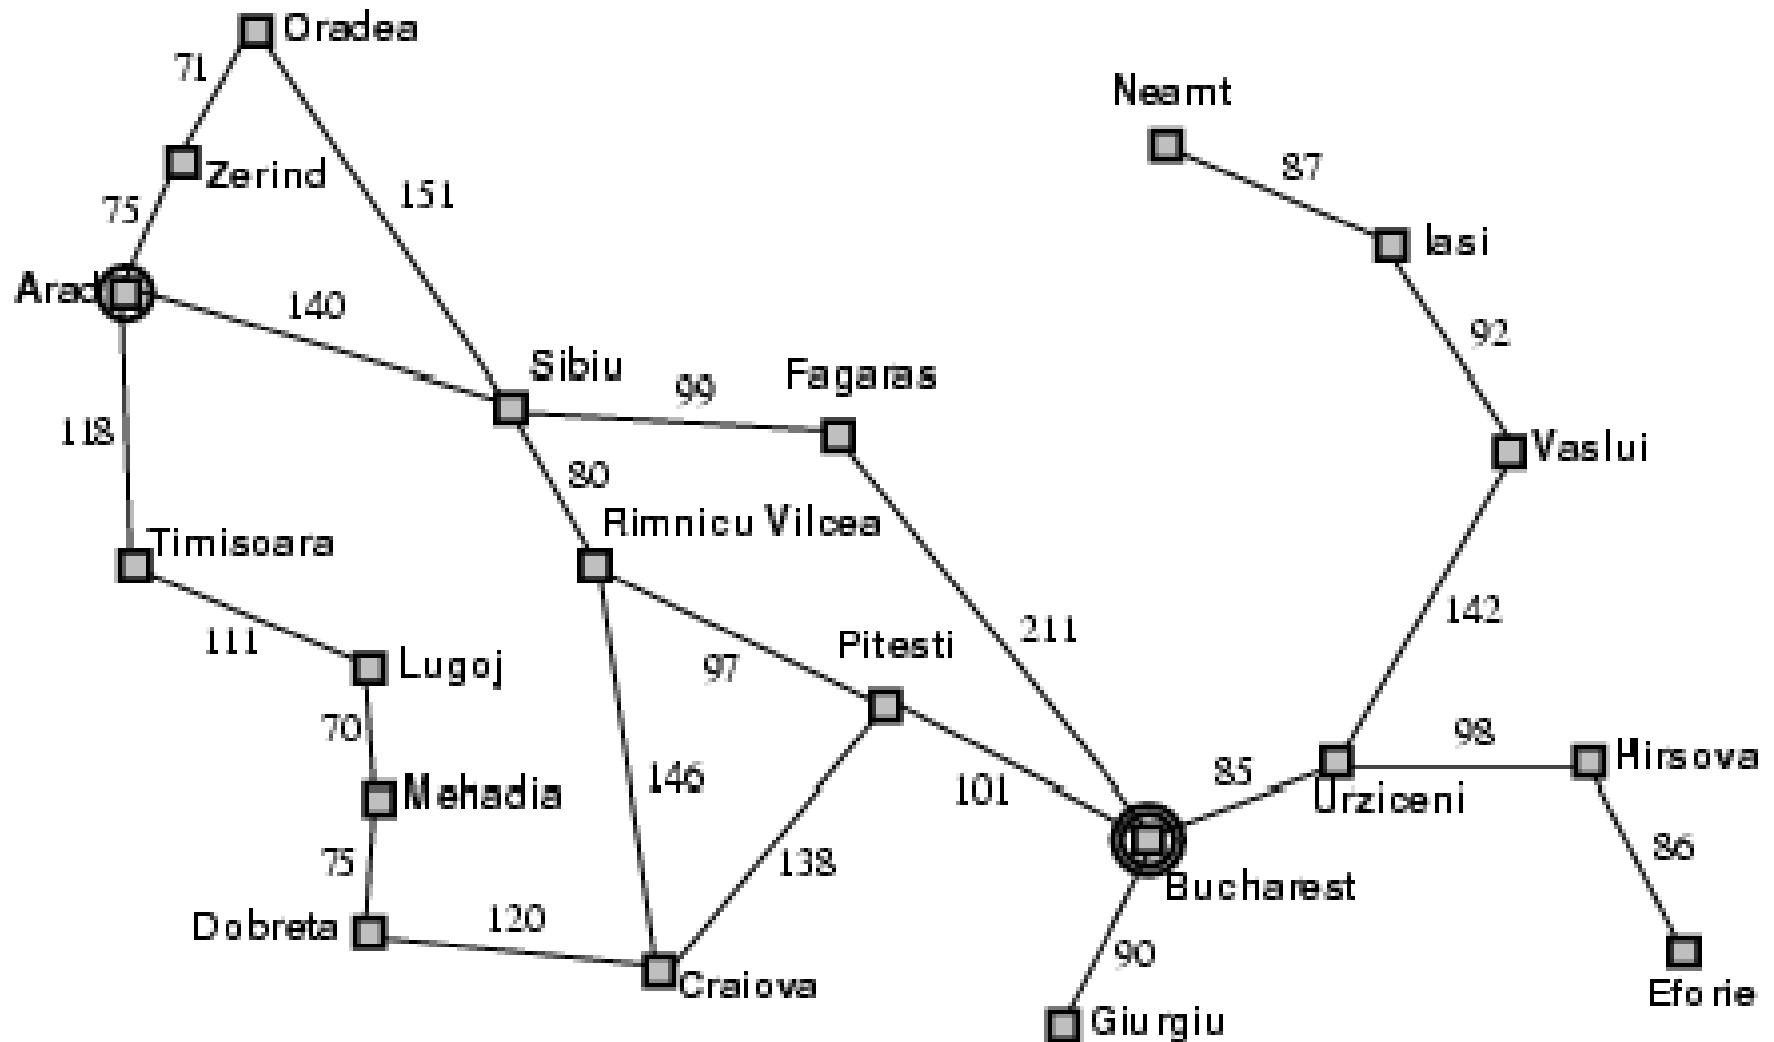 Oradea
71
Neamt
87
Zerind
151
75
Iasi
Arad
140
92
Sibiu
Fagaras
99
118
Vaslui
80
Rimnicu Vilcea
Timisoara
142
211
111
Pitesti
Lugoj
97
70
98
Hirsova
146
85
Mehadia
101
Urziceni
75
138
86
Bucharest
Dobreta
120
90
Craiova
Eforie
Giurgiu